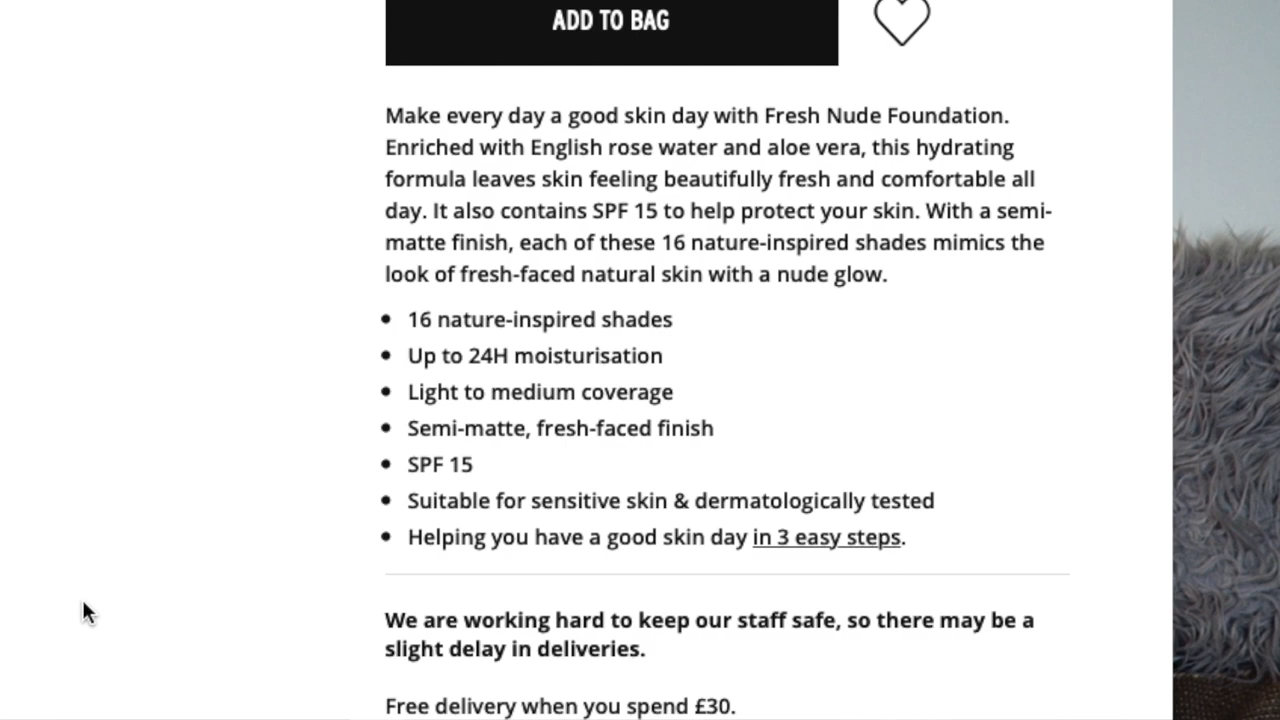 ADD TO BAG
Make every day a good skin day with Fresh Nude Foundation.
Enriched with English rose water and aloe vera, this hydrating
formula leaves skin feeling beautifully fresh and comfortable all
day. It also contains SPF 15 to help protect your skin. With a semi-
matte finish, each of these 16 nature-inspired shades mimics the
look of fresh-faced natural skin with a nude glow.
16 nature-inspired shades
Up to 24H moisturisation
Light to medium coverage
Semi-matte, fresh-faced finish
SPF 15
Suitable for sensitive skin & dermatologically tested
Helping you have a good skin day in 3 easy steps.
We are working hard to keep our staff safe, so there may be a
slight delay in deliveries.
Free delivery when you spend £30.